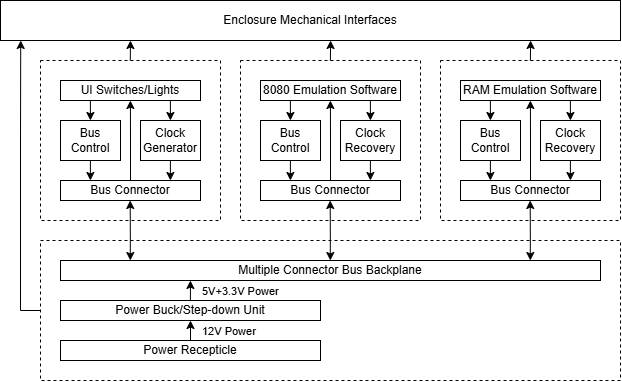 Enclosure Mechanical Interfaces
UI Switches/Lights
Bus
Control
Clock
Generator
Bus Connector
8080 Emulation Software
Bus
Control
Clock
Recovery
Bus Connector
RAM Emulation Software
Bus
Control
Clock
Recovery
Bus Connector
Multiple Connector Bus Backplane
5V+3.3V Power
Power Buck/Step-down Unit
12V Power
Power Recepticle